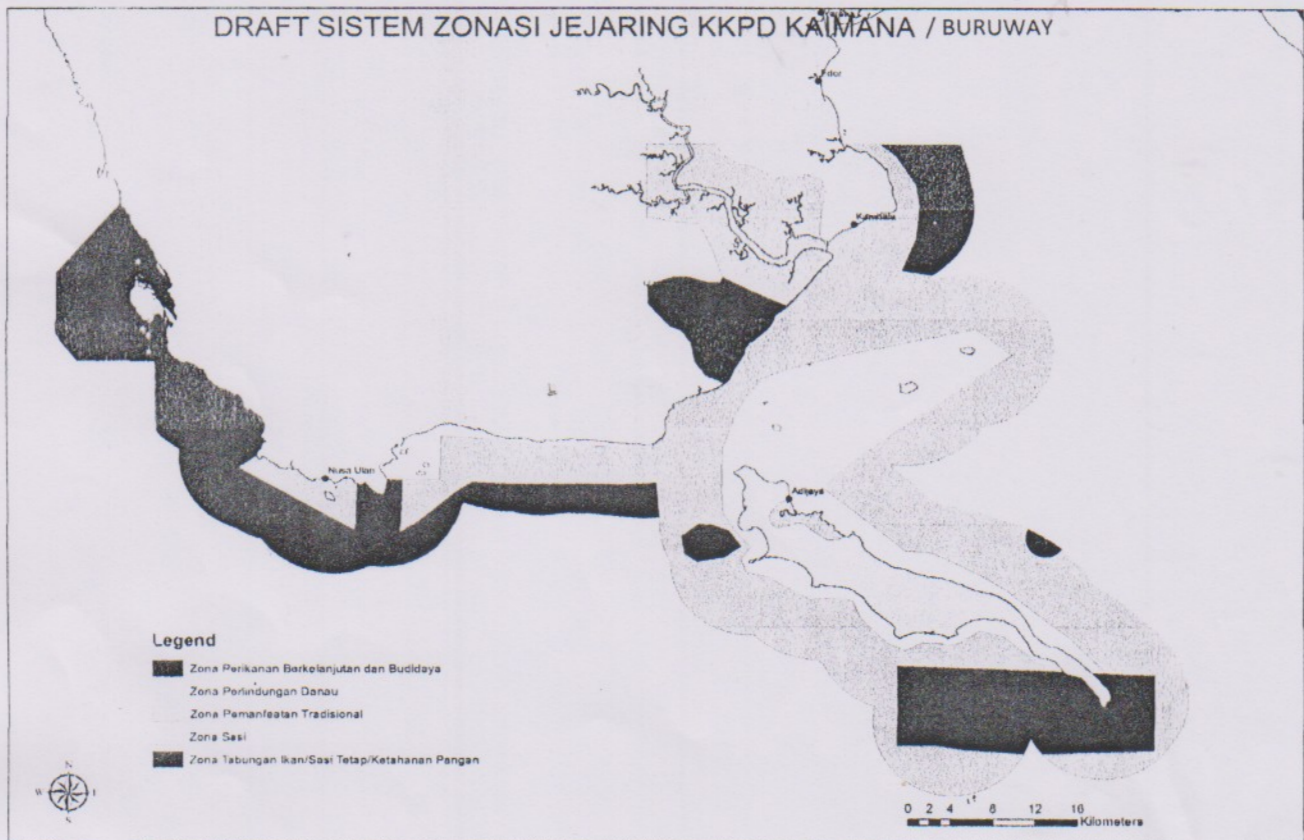 DRAFT SISTEM ZONASI JEJARING KKPD KAIMANA / BURUWAY
Edor
Kambala
Nusa Ulan
Adijaya
Legend
Zona Perikanan Berkelanjutan dan Budidaya
Zona Perlindungan Danau
Zona Pemanfaatan Tradisional
Zona Sasi
Zona Tabungan Ikan/Sasi Tetap/Ketahanan Pangan
N
W
S
0 2 4 8 12 16
Kilometers